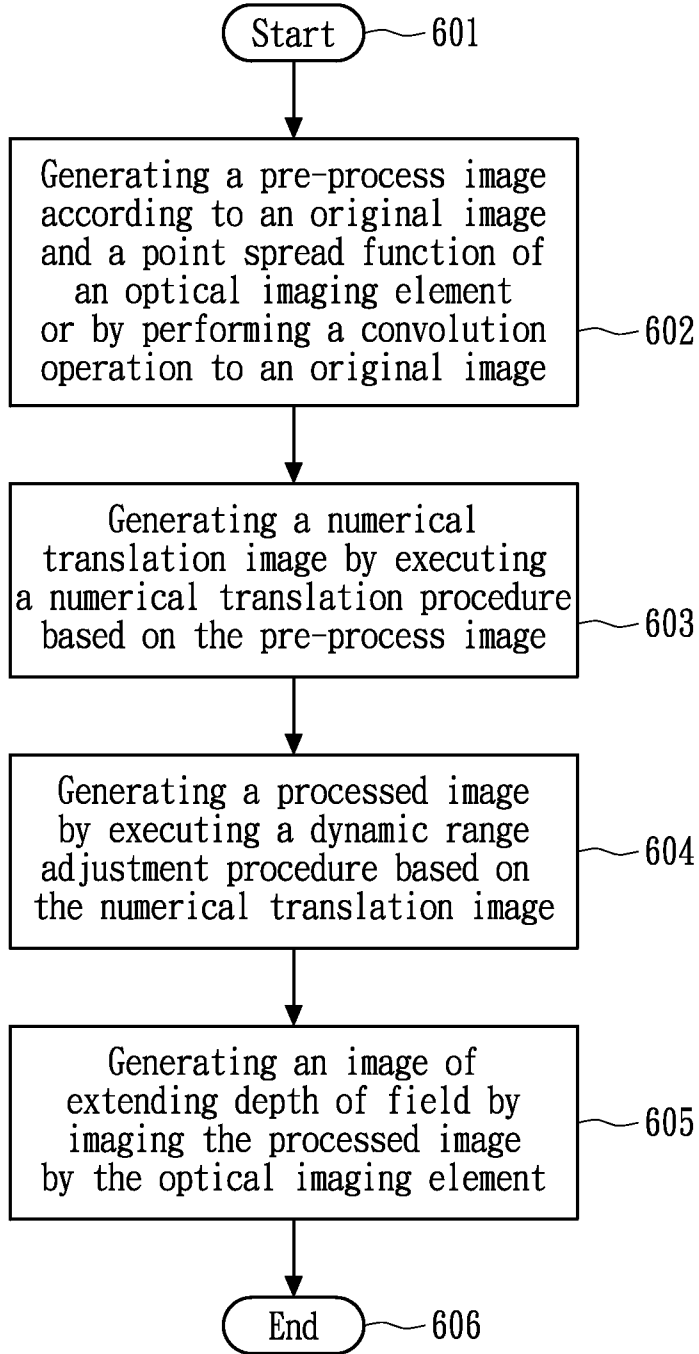 Start
601
Generating a pre-process image
according to an original image
and a point spread function of
an optical imaging element
or by performing a convolution
operation to an original image
602
Generating a numerical
translation image by executing
a numerical translation procedure
based on the pre-process image
603
Generating a processed image
by executing a dynamic range
adjustment procedure based on
the numerical translation image
604
Generating an image of
extending depth of field by
imaging the processed image
by the optical imaging element
605
End
606